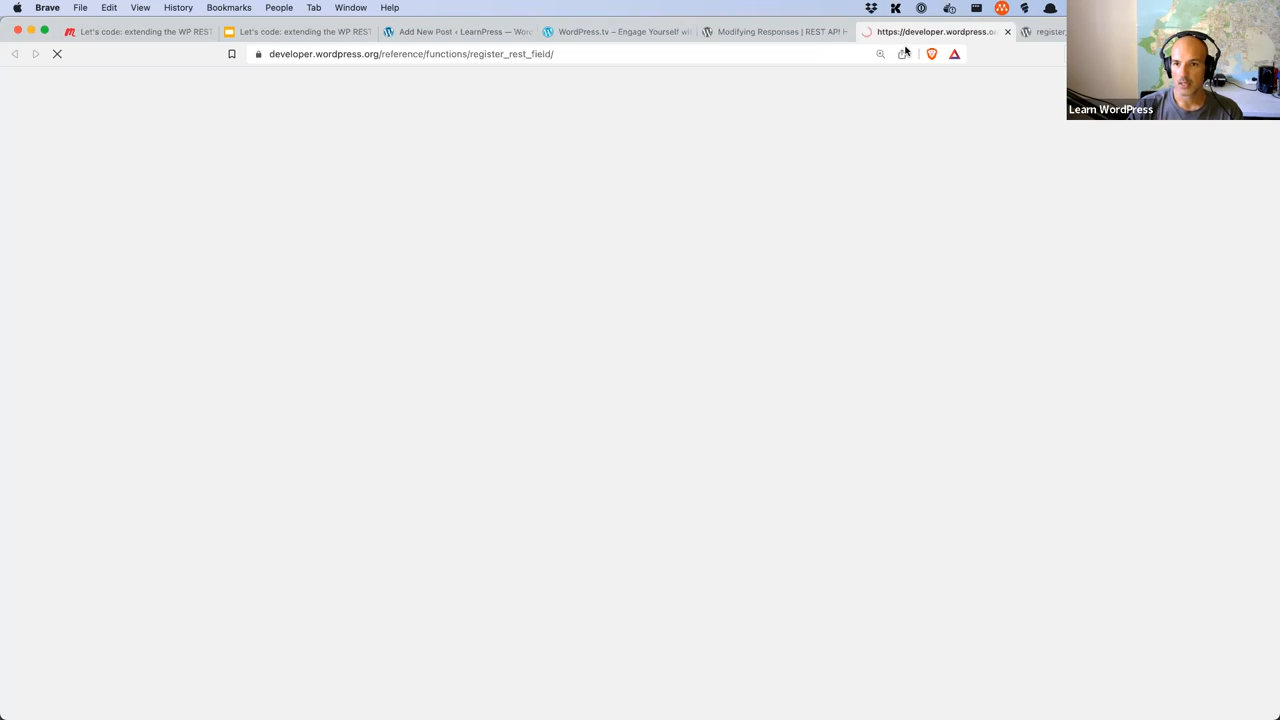 Brave File Edit View History Bookmarks People Tab Window Help
Let's code: extending the WP REST
Let's code: extending the WP REST
Add New Post ‹ LearnPress — Word
WordPress.tv – Engage Yourself wi
Modifying Responses | REST API H
https://developer.wordpress.or
register_
developer.wordpress.org/reference/functions/register_rest_field/
Learn WordPress